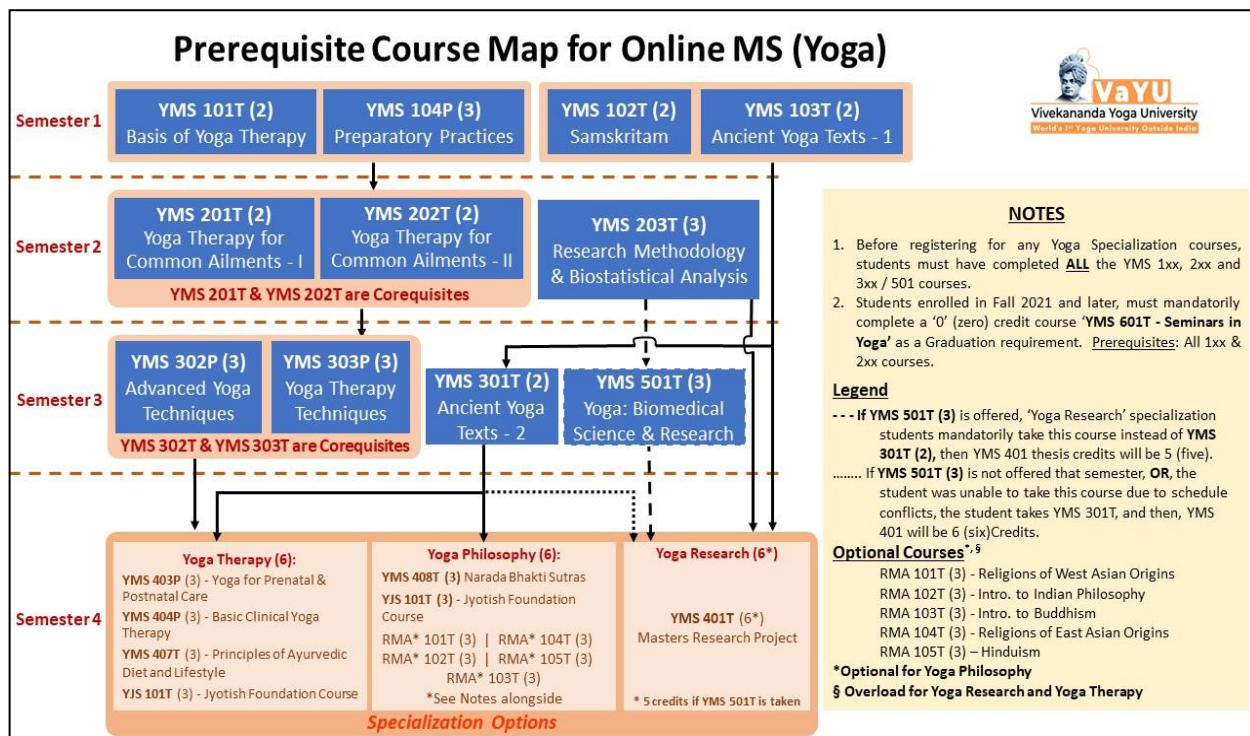 Prerequisite Course Map for Online MS (Yoga)
VaYU
Vivekananda Yoga University
World's 1st Yoga University Outside India
Semester 1
YMS 101T (2)
Basis of Yoga Therapy
YMS 104P (3)
Preparatory Practices
YMS 102T (2)
Samskritam
YMS 103T (2)
Ancient Yoga Texts - 1
Semester 2
YMS 201T (2)
Yoga Therapy for
Common Ailments - I
YMS 202T (2)
Yoga Therapy for
Common Ailments - II
YMS 201T & YMS 202T are Corequisites
YMS 203T (3)
Research Methodology
& Biostatistical Analysis
Semester 3
YMS 302P (3)
Advanced Yoga
Techniques
YMS 303P (3)
Yoga Therapy
Techniques
YMS 302T & YMS 303T are Corequisites
YMS 301T (2)
Ancient Yoga
Texts - 2
YMS 501T (3)
Yoga: Biomedical
Science & Research
Semester 4
Yoga Therapy (6):
YMS 403P (3) - Yoga for Prenatal &
Postnatal Care
YMS 404P (3) - Basic Clinical Yoga
Therapy
YMS 407T (3) - Principles of Ayurvedic
Diet and Lifestyle
YJS 101T (3) - Jyotish Foundation Course
Yoga Philosophy (6):
YMS 408T (3) Narada Bhakti Sutras
YJS 101T (3) - Jyotish Foundation
Course
RMA* 101T (3) | RMA* 104T (3)
RMA* 102T (3) | RMA* 105T (3)
RMA* 103T (3)
*See Notes alongside
Yoga Research (6*)
YMS 401T (6*)
Masters Research Project
* 5 credits if YMS 501T is taken
Specialization Options
NOTES
1. Before registering for any Yoga Specialization courses,
students must have completed ALL the YMS 1xx, 2xx and
3xx / 501 courses.
2. Students enrolled in Fall 2021 and later, must mandatorily
complete a '0' (zero) credit course 'YMS 601T - Seminars in
Yoga' as a Graduation requirement. Prerequisites: All 1xx &
2xx courses.
Legend
- - - If YMS 501T (3) is offered, 'Yoga Research' specialization
students mandatorily take this course instead of YMS
301T (2), then YMS 401 thesis credits will be 5 (five).
........ If YMS 501T (3) is not offered that semester, OR, the
student was unable to take this course due to schedule
conflicts, the student takes YMS 301T, and then, YMS
401 will be 6 (six)Credits.
Optional Courses*, §
RMA 101T (3) - Religions of West Asian Origins
RMA 102T (3) - Intro. to Indian Philosophy
RMA 103T (3) - Intro. to Buddhism
RMA 104T (3) - Religions of East Asian Origins
RMA 105T (3) – Hinduism
*Optional for Yoga Philosophy
§ Overload for Yoga Research and Yoga Therapy